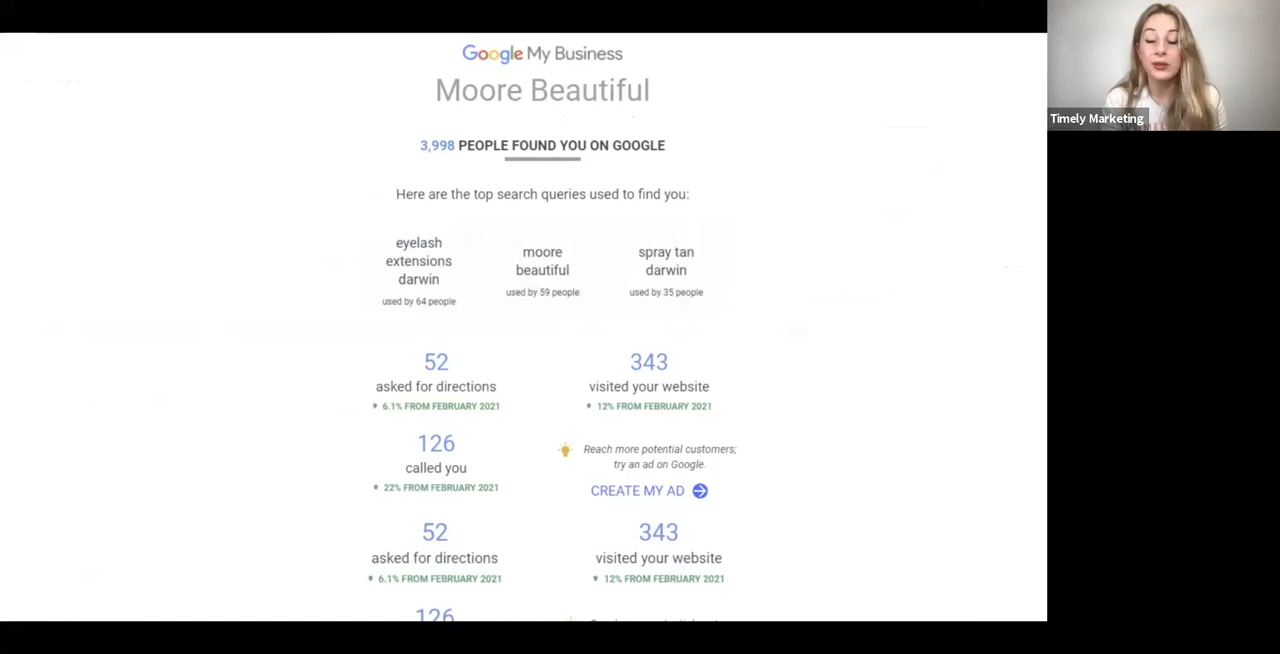 Google My Business
Moore Beautiful
3,998 PEOPLE FOUND YOU ON GOOGLE
Here are the top search queries used to find you:
eyelash
extensions
darwin
used by 64 people
moore
beautiful
used by 59 people
spray tan
darwin
used by 35 people
52
asked for directions
6.1% FROM FEBRUARY 2021
343
visited your website
12% FROM FEBRUARY 2021
126
called you
22% FROM FEBRUARY 2021
Reach more potential customers;
try an ad on Google.
CREATE MY AD
52
asked for directions
6.1% FROM FEBRUARY 2021
343
visited your website
12% FROM FEBRUARY 2021
126
Timely Marketing